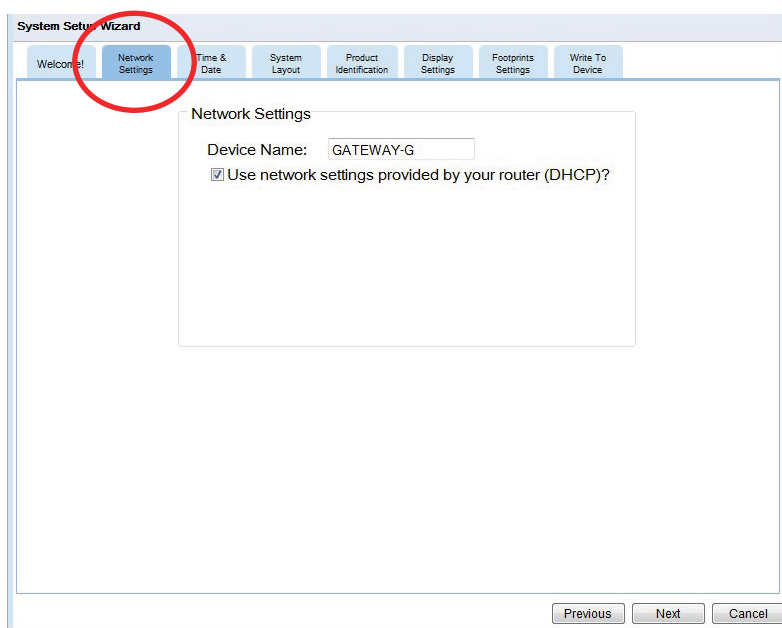 System Setup Wizard
Welcome!
Network
Settings
Time &
Date
System
Layout
Product
Identification
Display
Settings
Footprints
Settings
Write To
Device
Network Settings
Device Name: GATEWAY-G
Use network settings provided by your router (DHCP)?
Previous Next Cancel